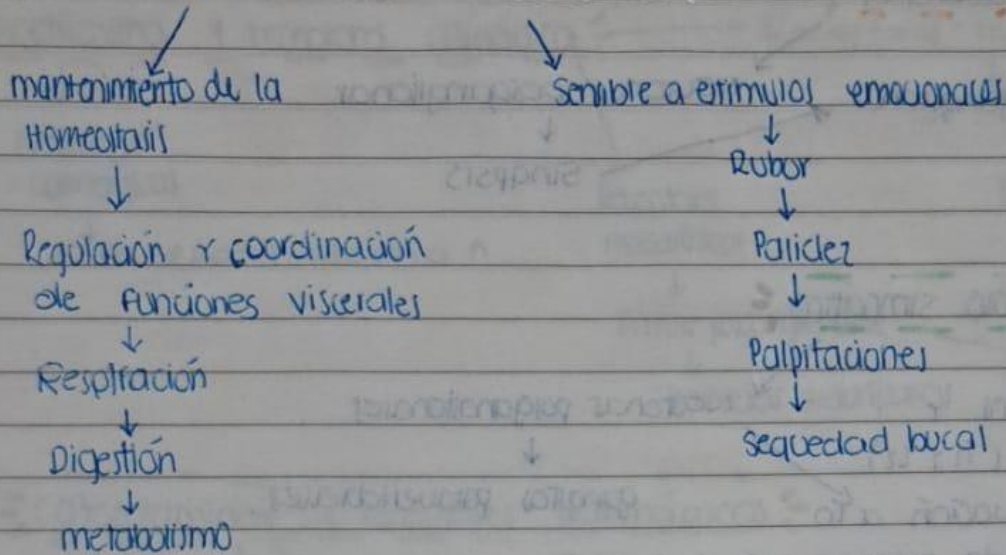 mantenimiento de la
Homeostasis
Regulación y coordinación
de funciones viscerales
Respiración
Digestión
metabolismo
Sensible a estimulos emocionales
Rubor
Palidez
Palpitaciones
sequedad bucal